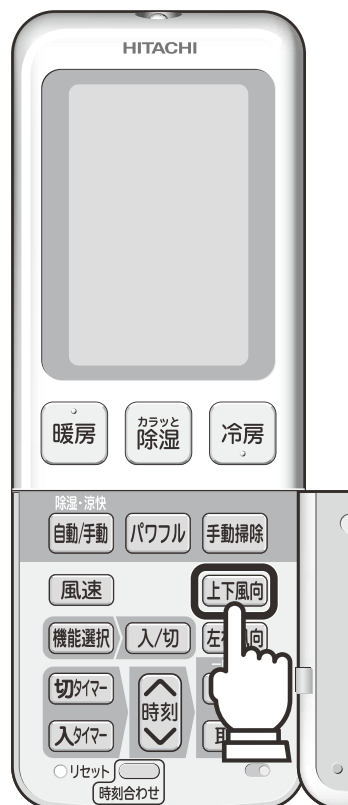 HITACHI
暖房
カラッと
除湿
冷房
除湿・涼快
自動/手動 パワフル 手動掃除
風速 上下風向
機能選択 入/切 左
向
切タイマー
時刻
入タイマー
リセット
時刻合わせ